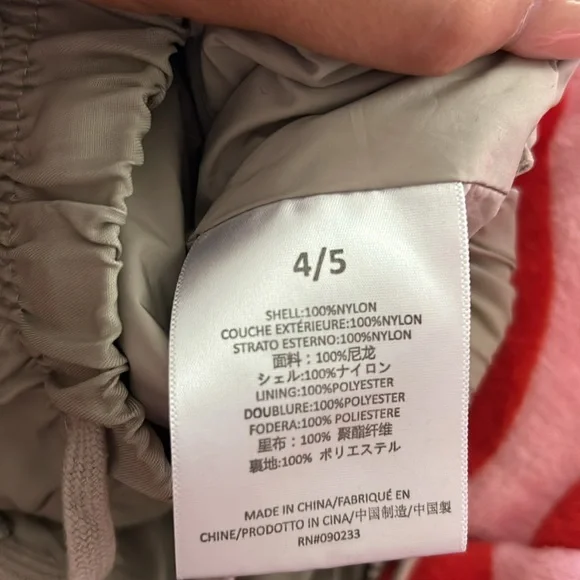 4/5
SHELL:100%NYLON
COUCHE EXTÉRIEURE:100%NYLON
STRATO ESTERNO:100%NYLON
面料：100%尼龙
シェル:100%ナイロン
LINING:100%POLYESTER
DOUBLURE:100%POLYESTER
FODERA:100% POLIESTERE
里布：100% 聚酯纤维
裏地:100% ポリエステル
MADE IN CHINA/FABRIQUÉ EN
CHINE/PRODOTTO IN CINA/中国制造/中国製
RN#090233